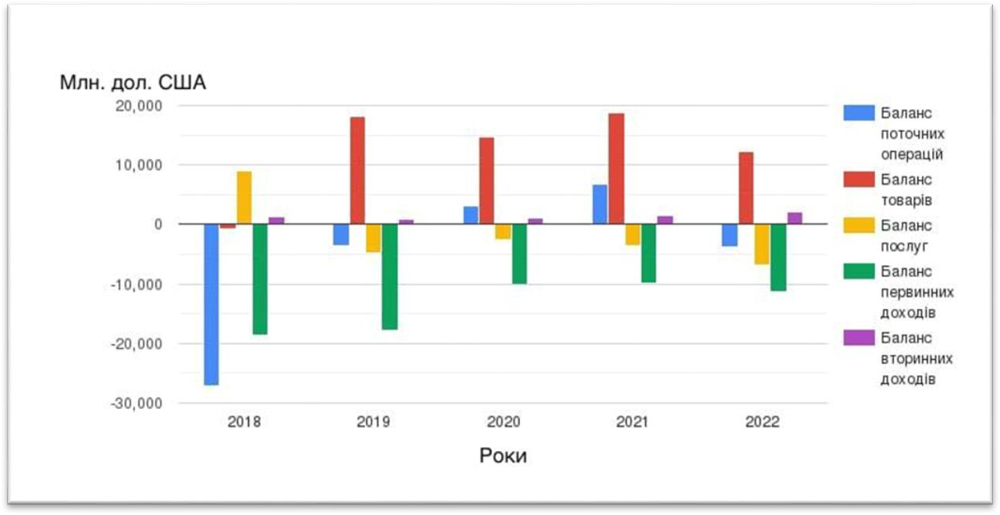 Млн. дол. США
20,000
10,000
0
-10,000
-20,000
-30,000
2018 2019 2020 2021 2022
Роки
Баланс
поточних
операцій
Баланс
товарів
Баланс
послуг
Баланс
первинних
доходів
Баланс
вторинних
доходів